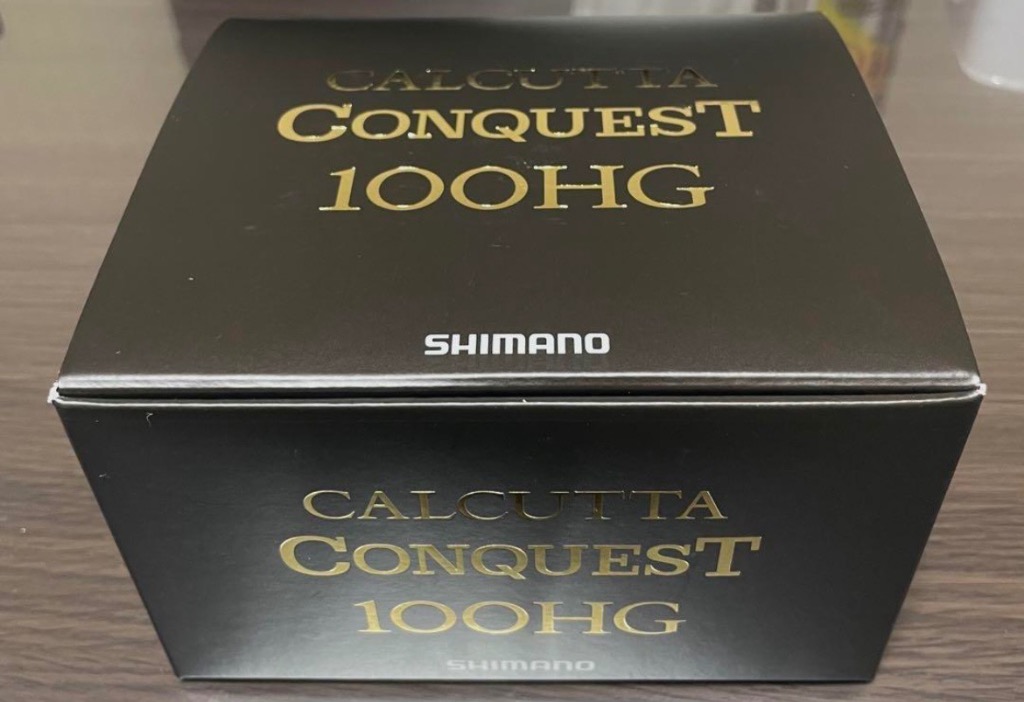 CALCUTTA
CONQUEST
100HG
SHIMANO
CALCUTTA
CONQUEST
100HG
SHIMANO